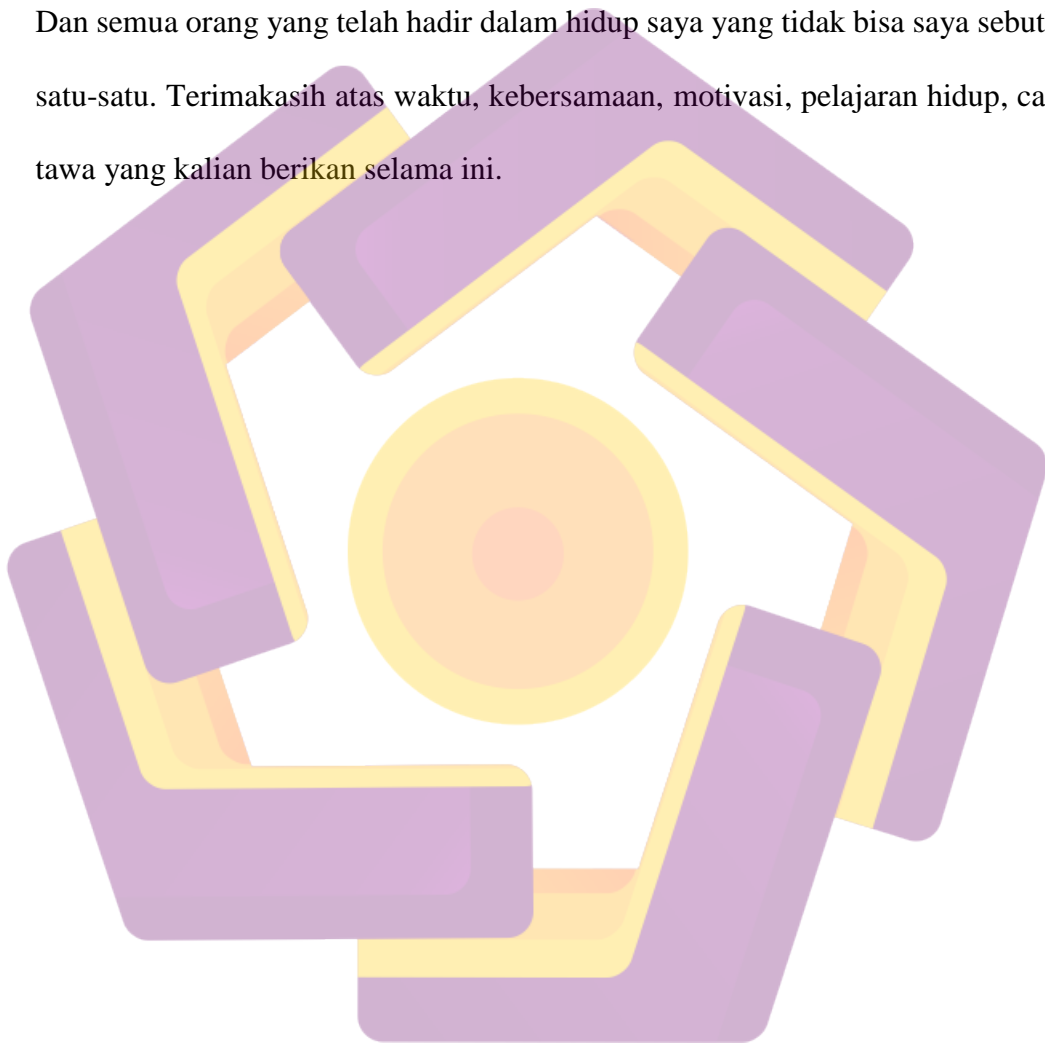 Dan semua orang yang telah hadir dalam hidup saya yang tidak bisa saya sebut
satu-satu. Terimakasih atas waktu, kebersamaan, motivasi, pelajaran hidup, ca
tawa yang kalian berikan selama ini.